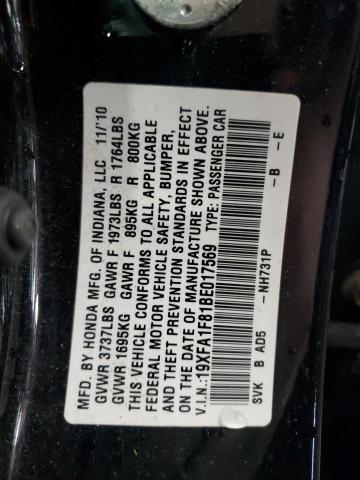 MFD. BY HONDA MFG. OF INDIANA, LLC 11/'10
GVWR 3737LBS GAWR F 1973LBS R 1764LBS
GVWR 1695KG GAWR F 895KG R 800KG
THIS VEHICLE CONFORMS TO ALL APPLICABLE
FEDERAL MOTOR VEHICLE SAFETY, BUMPER,
AND THEFT PREVENTION STANDARDS IN EFFECT
ON THE DATE OF MANUFACTURE SHOWN ABOVE.
V.I.N.:19XFA1F81BE017569 TYPE: PASSENGER CAR
SVK B AD5 -NH731P -B -E